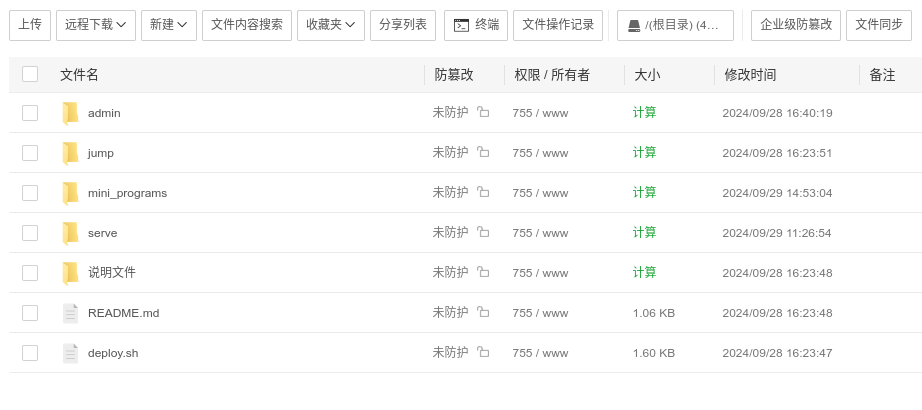 上传 远程下载 新建 文件内容搜索 收藏夹 分享列表 终端 文件操作记录 /(根目录) (4... 企业级防篡改 文件同步
文件名 防篡改 权限 / 所有者 大小 修改时间 备注
admin 未防护 755 / www 计算 2024/09/28 16:40:19
jump 未防护 755 / www 计算 2024/09/28 16:23:51
mini_programs 未防护 755 / www 计算 2024/09/29 14:53:04
serve 未防护 755 / www 计算 2024/09/29 11:26:54
说明文件 未防护 755 / www 计算 2024/09/28 16:23:48
README.md 未防护 755 / www 1.06 KB 2024/09/28 16:23:48
deploy.sh 未防护 755 / www 1.60 KB 2024/09/28 16:23:47